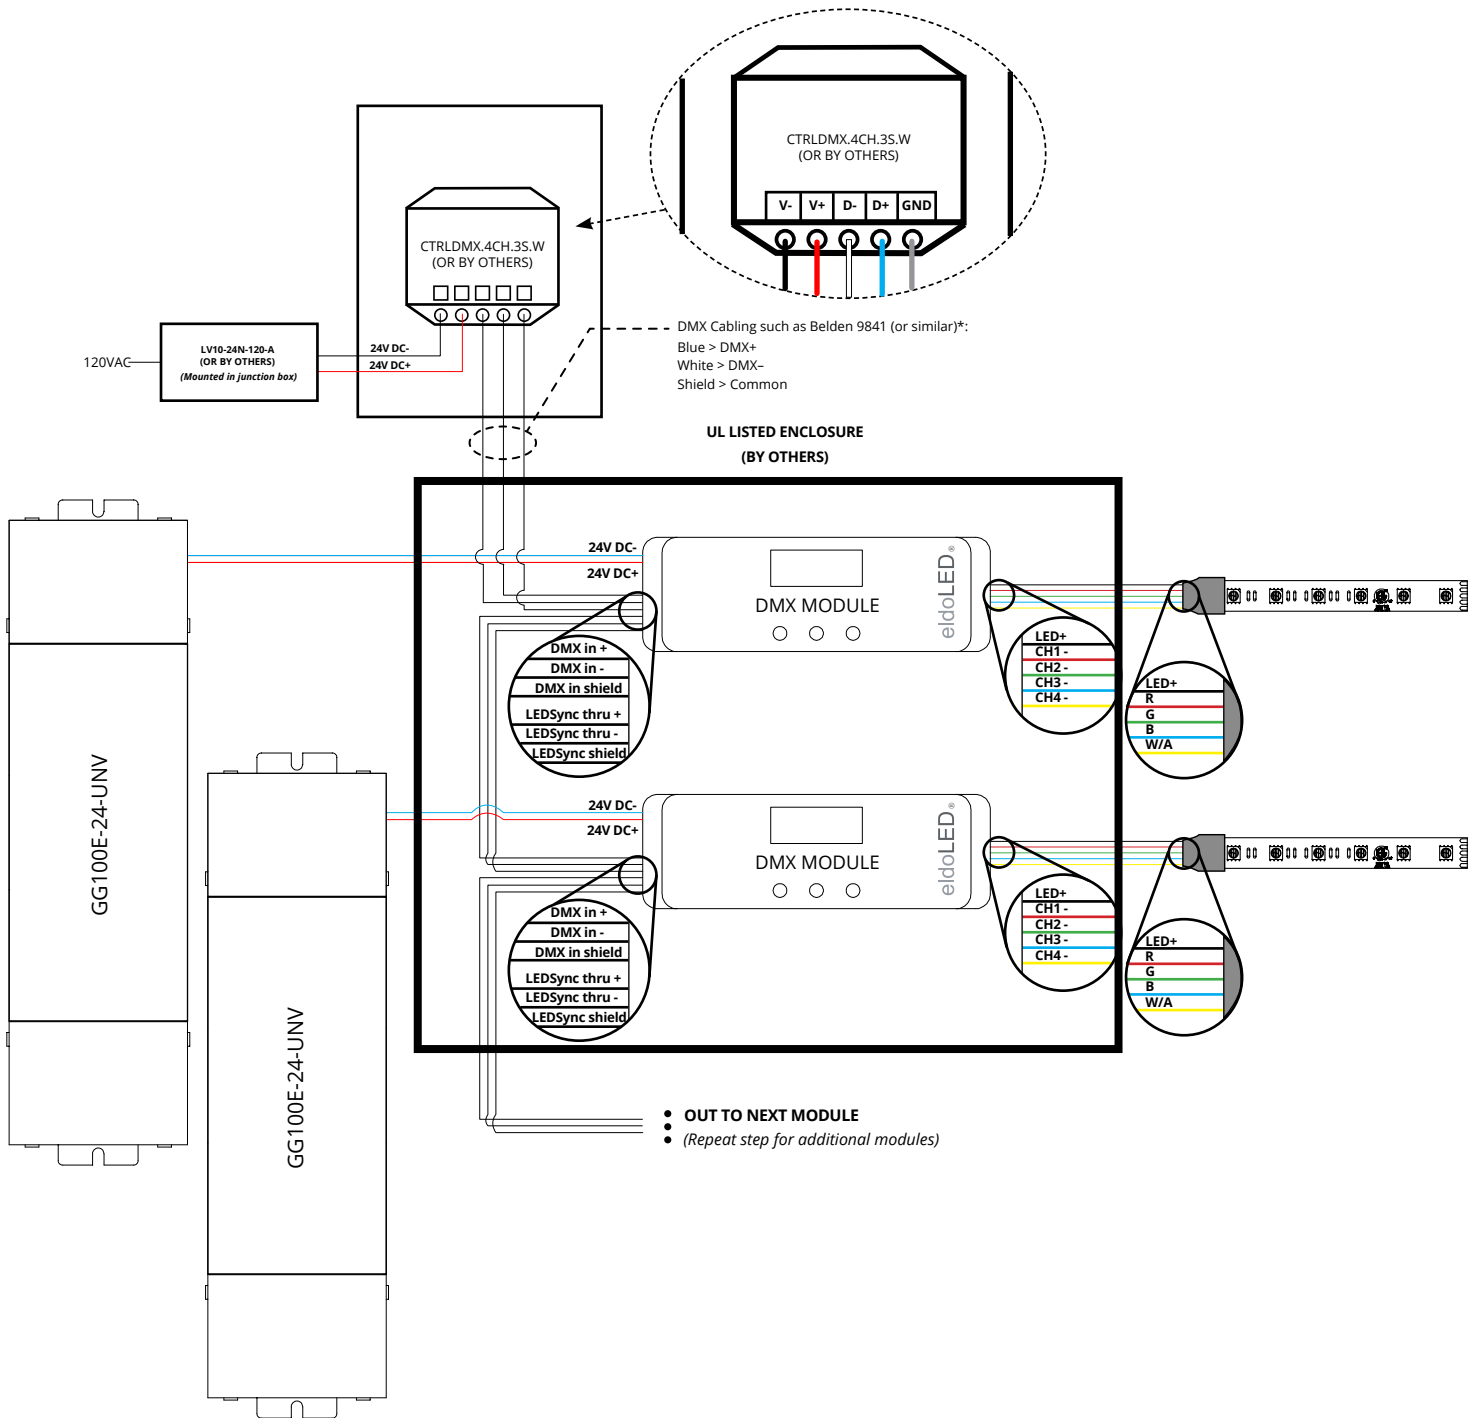 CTRLDMX.4CH.3S.W
(OR BY OTHERS)
V- V+ D- D+ GND
CTRLDMX.4CH.3S.W
(OR BY OTHERS)
120VAC
LV10-24N-120-A
(OR BY OTHERS)
(Mounted in junction box)
24V DC-
24V DC+
DMX Cabling such as Belden 9841 (or similar)*:
Blue > DMX+
White > DMX–
Shield > Common
UL LISTED ENCLOSURE
(BY OTHERS)
GG100E-24-UNV
24V DC-
24V DC+
DMX MODULE
eldoLED®
DMX in +
DMX in -
DMX in shield
LEDSync thru +
LEDSync thru -
LEDSync shield
LED+
CH1 -
CH2 -
CH3 -
CH4 -
LED+
R
G
B
W/A
GG100E-24-UNV
24V DC-
24V DC+
DMX MODULE
eldoLED®
DMX in +
DMX in -
DMX in shield
LEDSync thru +
LEDSync thru -
LEDSync shield
LED+
CH1 -
CH2 -
CH3 -
CH4 -
LED+
R
G
B
W/A
OUT TO NEXT MODULE
(Repeat step for additional modules)